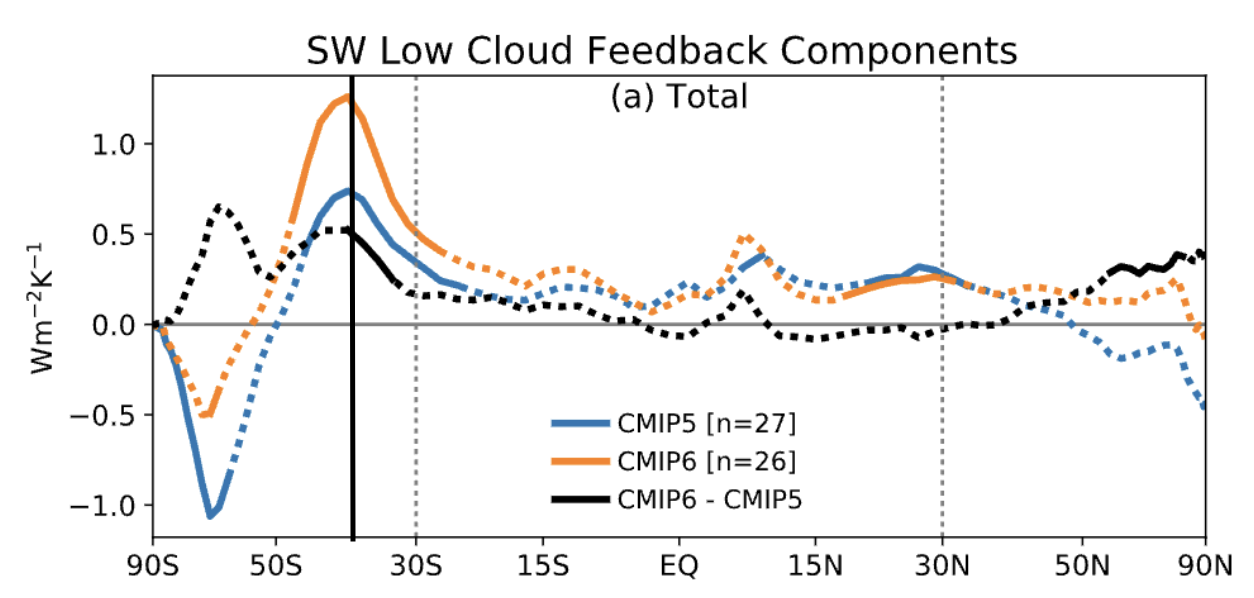 SW Low Cloud Feedback Components
(a) Total
Wm⁻²K⁻¹
1.0
0.5
0.0
−0.5
−1.0
CMIP5 [n=27]
CMIP6 [n=26]
CMIP6 - CMIP5
90S 50S 30S 15S EQ 15N 30N 50N 90N